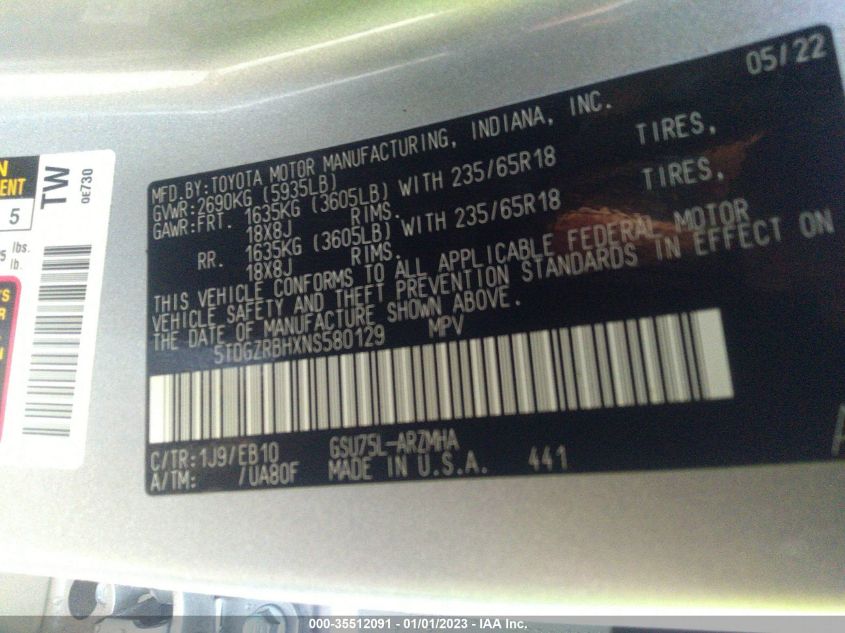 05/22
MFD.BY:TOYOTA MOTOR MANUFACTURING, INDIANA, INC.
GVWR:2690KG (5935LB)
GAWR:FRT. 1635KG (3605LB) WITH 235/65R18 TIRES,
18X8J RIMS.
RR. 1635KG (3605LB) WITH 235/65R18 TIRES,
18X8J RIMS.
THIS VEHICLE CONFORMS TO ALL APPLICABLE FEDERAL MOTOR
VEHICLE SAFETY AND THEFT PREVENTION STANDARDS IN EFFECT ON
THE DATE OF MANUFACTURE SHOWN ABOVE.
5TDGZRBHXNS580129 MPV
C/TR:1J9/EB10 GSU75L-ARZMHA
A/TM: /UA80F MADE IN U.S.A. 441
TW
0E730
5
lbs.
lb.
000-35512091 - 01/01/2023 - IAA Inc.